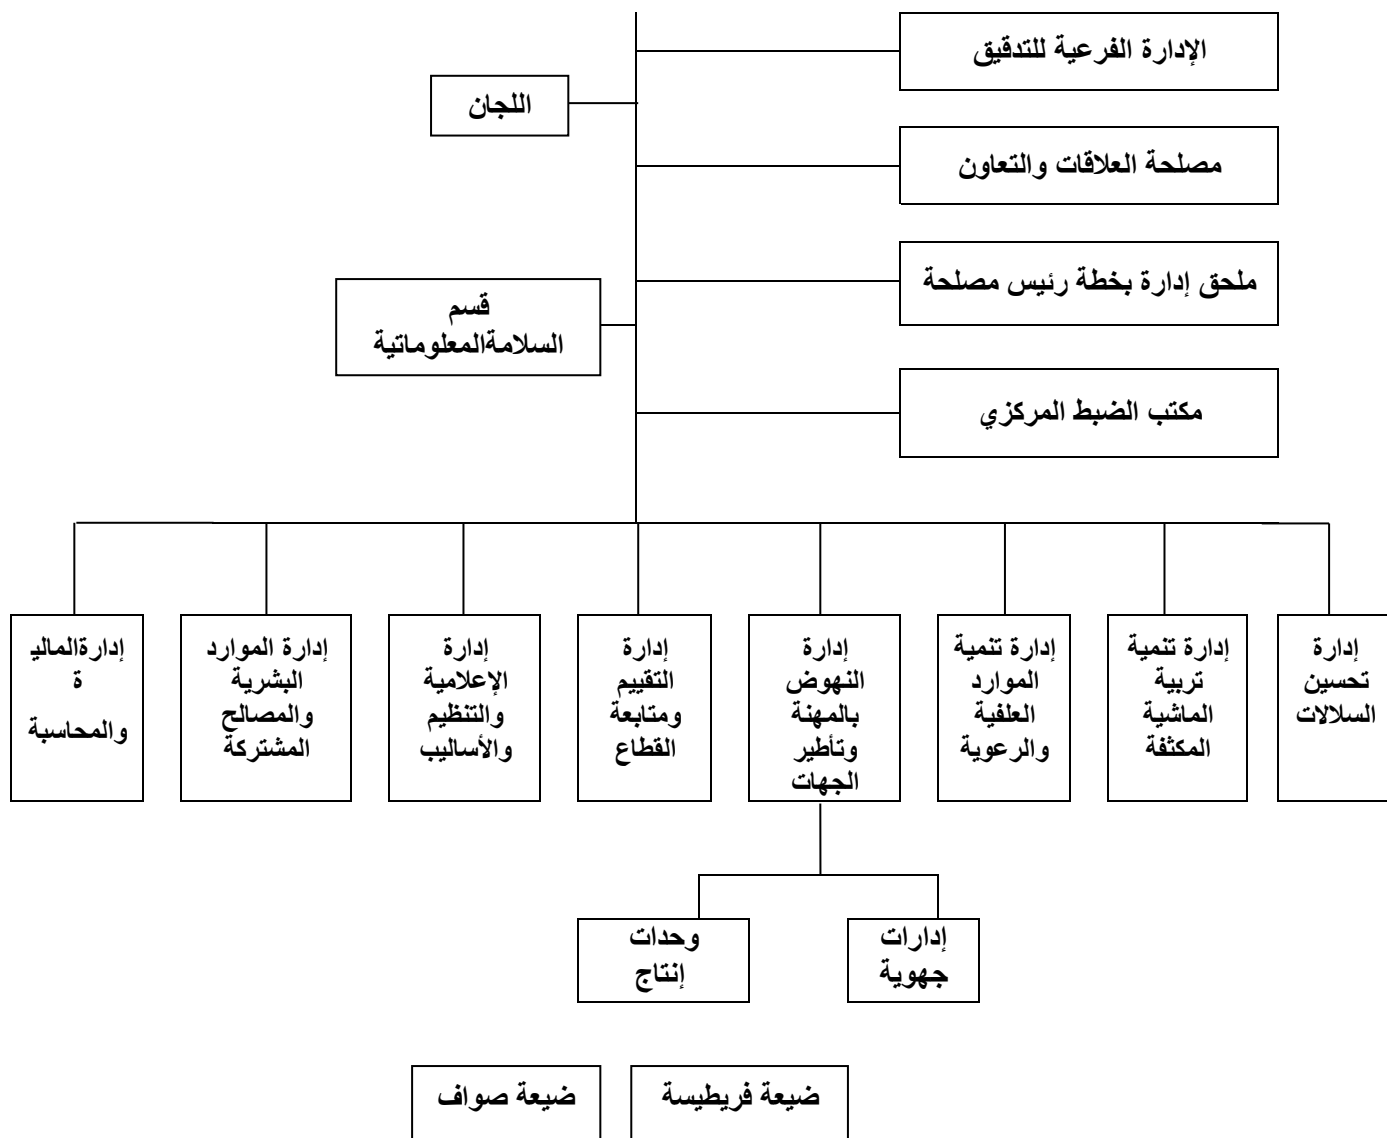 الإدارة الفرعية للتدقيق
اللجان
مصلحة العلاقات والتعاون
ملحق إدارة بخطة رئيس مصلحة
قسم
السلامةالمعلوماتية
مكتب الضبط المركزي
إدارة
تحسين
السلالات
إدارة تنمية
تربية
الماشية
المكثفة
إدارة تنمية
الموارد
العلفية
والرعوية
إدارة
النهوض
بالمهنة
وتأطير
الجهات
إدارة
التقييم
ومتابعة
القطاع
إدارة
الإعلامية
والتنظيم
والأساليب
إدارة الموارد
البشرية
والمصالح
المشتركة
إدارةالمالي
ة
والمحاسبة
إدارات
جهوية
وحدات
إنتاج
ضيعة فريطيسة
ضيعة صواف